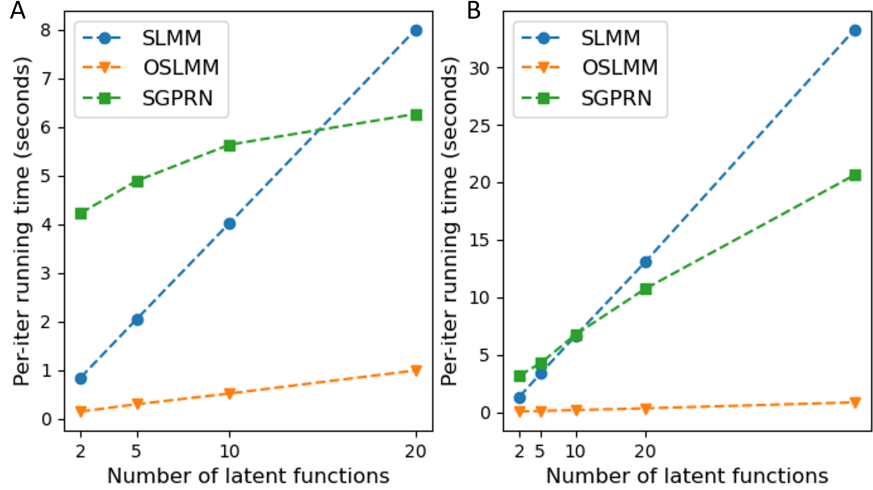 A
SLMM
OSLMM
SGPRN
Per-iter running time (seconds)
8
7
6
5
4
3
2
1
0
2 5 10 20
Number of latent functions
B
SLMM
OSLMM
SGPRN
Per-iter running time (seconds)
30
25
20
15
10
5
0
2 5 10 20
Number of latent functions